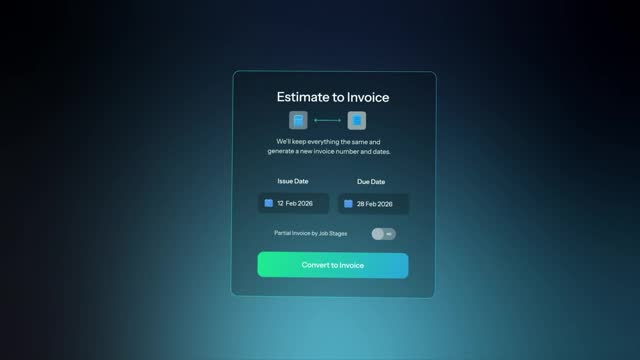 Estimate to Invoice
We'll keep everything the same and
generate a new invoice number and dates.
Issue Date
Due Date
12 Feb 2026
28 Feb 2026
Partial Invoice by Job Stages
NO
Convert to Invoice